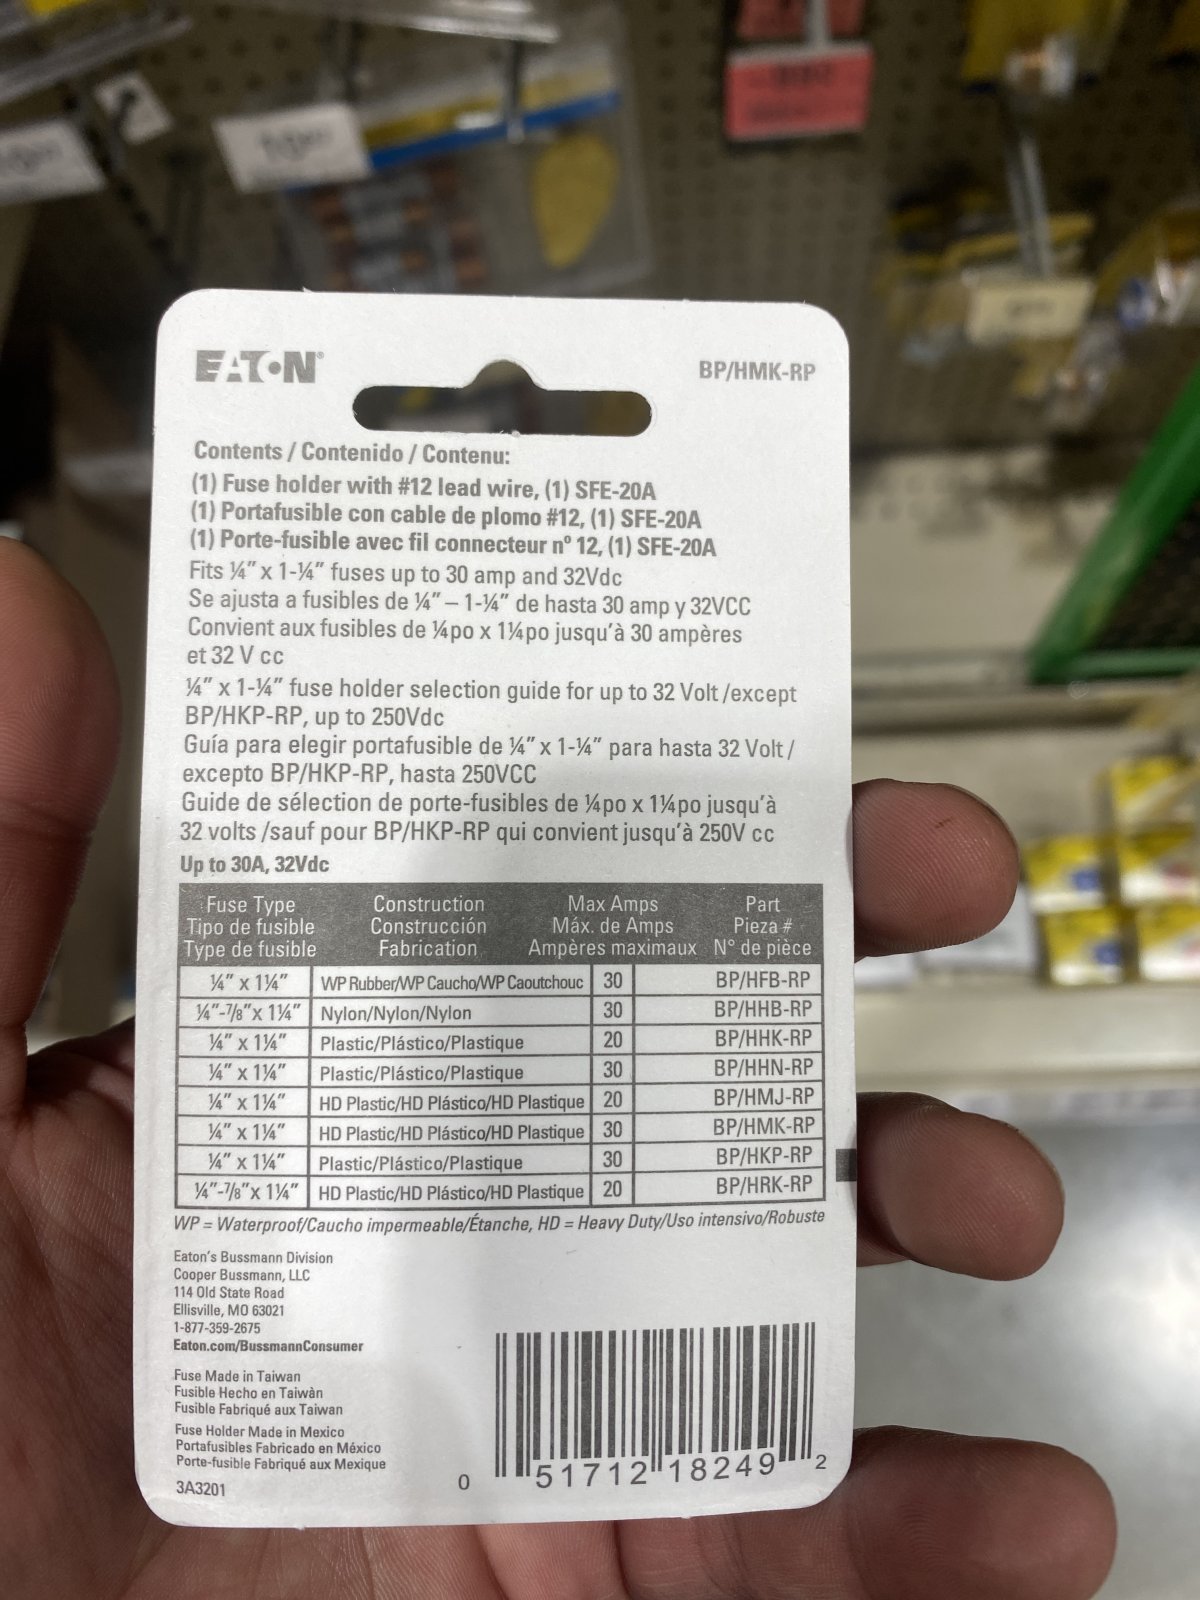 EATON®
BP/HMK-RP
Contents / Contenido / Contenu:
(1) Fuse holder with #12 lead wire, (1) SFE-20A
(1) Portafusible con cable de plomo #12, (1) SFE-20A
(1) Porte-fusible avec fil connecteur nº 12, (1) SFE-20A
Fits ¼” x 1-¼” fuses up to 30 amp and 32Vdc
Se ajusta a fusibles de ¼” – 1-¼” de hasta 30 amp y 32VCC
Convient aux fusibles de ¼po x 1¼po jusqu’à 30 ampères
et 32 V cc
¼” x 1-¼” fuse holder selection guide for up to 32 Volt /except
BP/HKP-RP, up to 250Vdc
Guía para elegir portafusible de ¼” x 1-¼” para hasta 32 Volt /
excepto BP/HKP-RP, hasta 250VCC
Guide de sélection de porte-fusibles de ¼po x 1¼po jusqu’à
32 volts /sauf pour BP/HKP-RP qui convient jusqu’à 250V cc
Up to 30A, 32Vdc
Fuse Type Construction Max Amps Part
Tipo de fusible Construcción Máx. de Amps Pieza #
Type de fusible Fabrication Ampères maximaux N° de pièce
¼” x 1¼” WP Rubber/WP Caucho/WP Caoutchouc 30 BP/HFB-RP
¼”-⅞”x 1¼” Nylon/Nylon/Nylon 30 BP/HHB-RP
¼” x 1¼” Plastic/Plástico/Plastique 20 BP/HHK-RP
¼” x 1¼” Plastic/Plástico/Plastique 30 BP/HHN-RP
¼” x 1¼” HD Plastic/HD Plástico/HD Plastique 20 BP/HMJ-RP
¼” x 1¼” HD Plastic/HD Plástico/HD Plastique 30 BP/HMK-RP
¼” x 1¼” Plastic/Plástico/Plastique 30 BP/HKP-RP
¼”-⅞”x 1¼” HD Plastic/HD Plástico/HD Plastique 20 BP/HRK-RP
WP = Waterproof/Caucho impermeable/Étanche, HD = Heavy Duty/Uso intensivo/Robuste
Eaton’s Bussmann Division
Cooper Bussmann, LLC
114 Old State Road
Ellisville, MO 63021
1-877-359-2675
Eaton.com/BussmannConsumer
Fuse Made in Taiwan
Fusible Hecho en Taiwàn
Fusible Fabriqué aux Taiwan
Fuse Holder Made in Mexico
Portafusibles Fabricado en México
Porte-fusible Fabriqué aux Mexique
3A3201
0 51712 18249 2